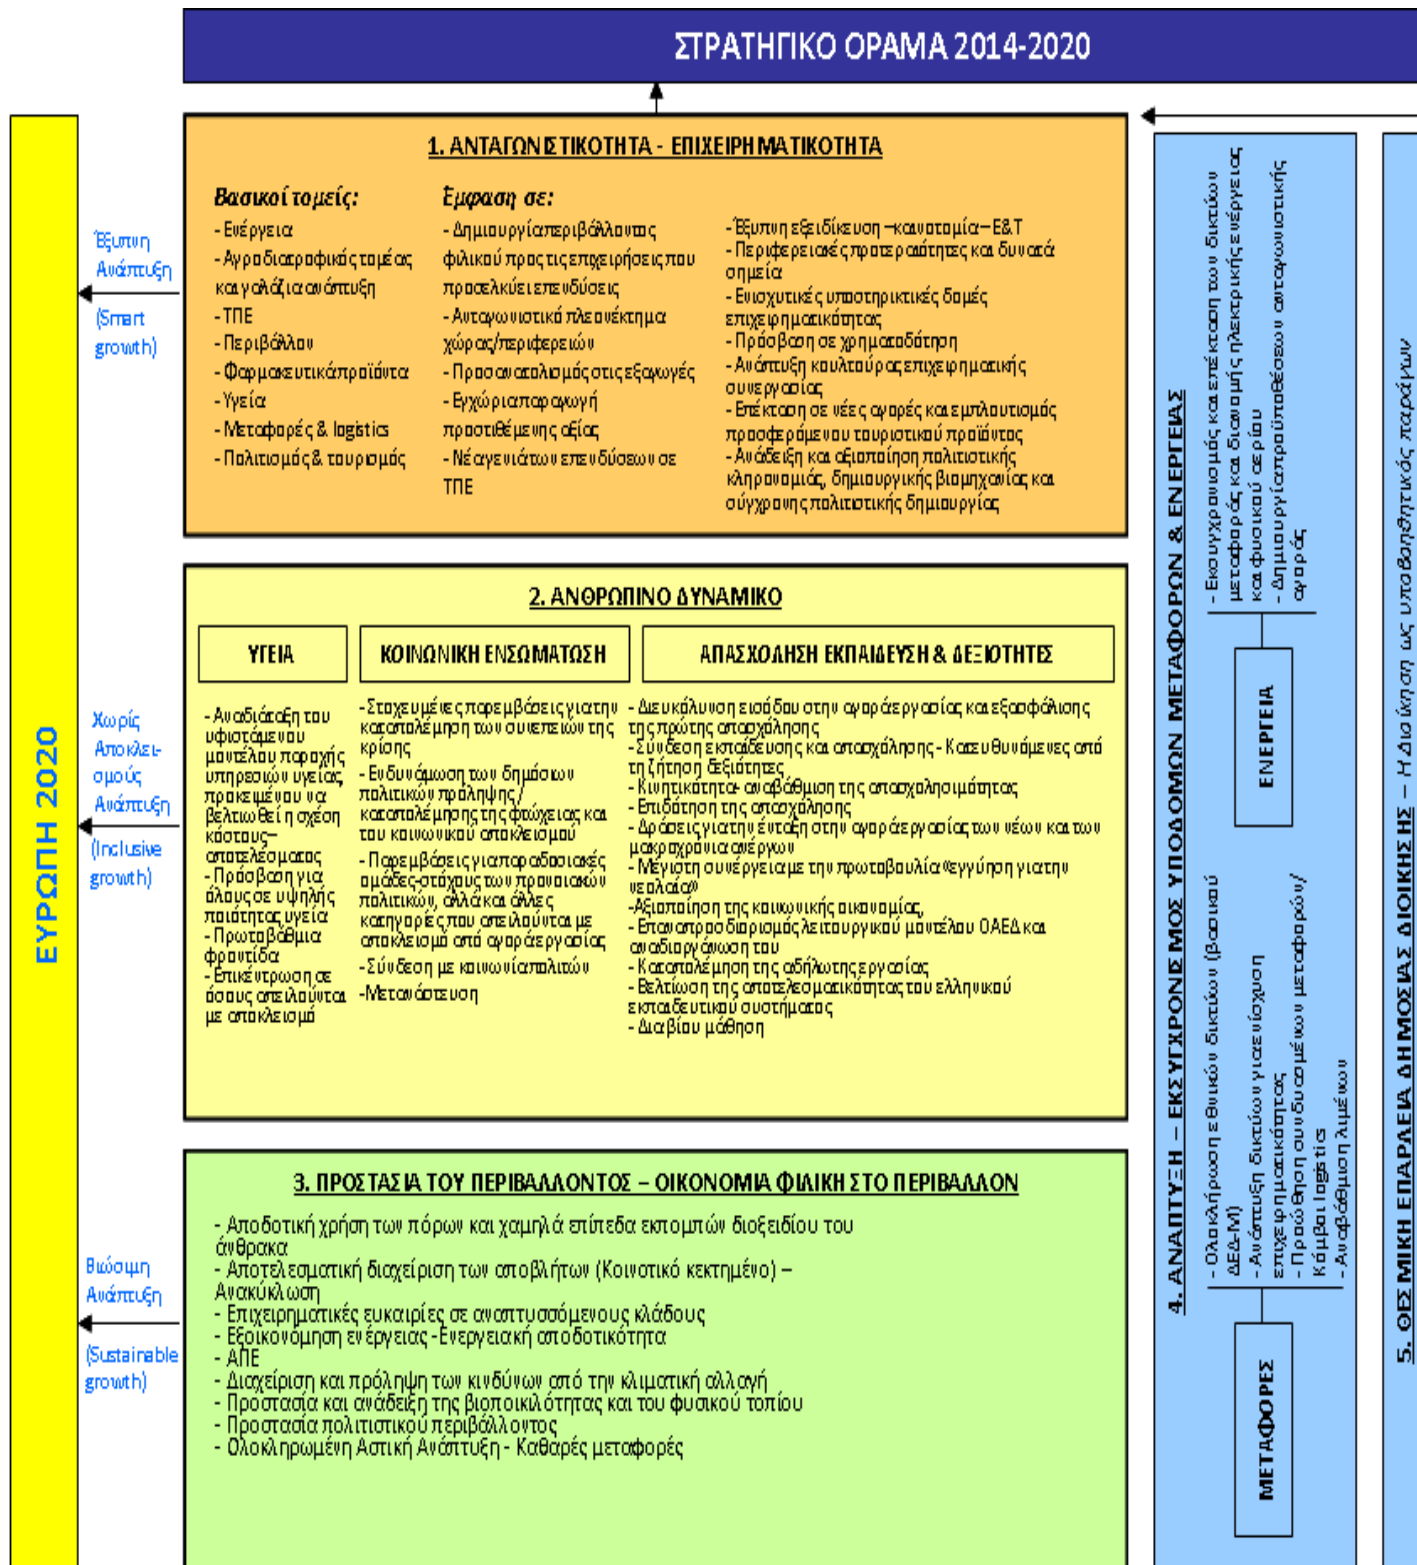 ΣΤΡΑΤΗΓΙΚΟ ΟΡΑΜΑ 2014-2020
ΕΥΡΩΠΗ 2020
Έξυπνη
Ανάπτυξη
(Smart
growth)
1. ΑΝΤΑΓΩΝΙΣΤΙΚΟΤΗΤΑ - ΕΠΙΧΕΙΡΗΜΑΤΙΚΟΤΗΤΑ
Βασικοί τομείς:
- Ενέργεια
- Αγροδιατροφικός τομέας
και γαλάζια ανάπτυξη
- ΤΠΕ
- Περιβάλλον
- Φαρμακευτικά προϊόντα
- Υγεία
- Μεταφορές & logistics
- Πολιτισμός & τουρισμός
Έμφαση σε:
- Δημιουργία περιβάλλοντος
φιλικού προς τις επιχειρήσεις που
προσελκύει επενδύσεις
- Ανταγωνιστικό πλεονέκτημα
χώρας/περιφερειών
- Προσανατολισμός στις εξαγωγές
- Εγχώρια παραγωγή
προστιθέμενης αξίας
- Νέα γενιά των επενδύσεων σε
ΤΠΕ
- Έξυπνη εξειδίκευση –καινοτομία– Ε&Τ
- Περιφερειακές προτεραιότητες και δυνατά
σημεία
- Ενισχυτικές υποστηρικτικές δομές
επιχειρηματικότητας
- Πρόσβαση σε χρηματοδότηση
- Ανάπτυξη κουλτούρας επιχειρηματικής
συνεργασίας
- Επέκταση σε νέες αγορές και εμπλουτισμός
προσφερόμενου τουριστικού προϊόντος
- Ανάδειξη και αξιοποίηση πολιτιστικής
κληρονομιάς, δημιουργικής βιομηχανίας και
σύγχρονης πολιτιστικής δημιουργίας
Χωρίς
Αποκλει-
σμούς
Ανάπτυξη
(Inclusive
growth)
2. ΑΝΘΡΩΠΙΝΟ ΔΥΝΑΜΙΚΟ
ΥΓΕΙΑ
- Αναδιάταξη του
υφιστάμενου
μοντέλου παροχής
υπηρεσιών υγείας,
προκειμένου να
βελτιωθεί η σχέση
κόστους–
αποτελέσματος
- Πρόσβαση για
όλους σε υψηλής
ποιότητας υγεία
- Πρωτοβάθμια
φροντίδα
- Επικέντρωση σε
όσους απειλούνται
με αποκλεισμό
ΚΟΙΝΩΝΙΚΗ ΕΝΣΩΜΑΤΩΣΗ
- Στοχευμένες παρεμβάσεις για την
καταπολέμηση των συνεπειών της
κρίσης
- Ενδυνάμωση των δημόσιων
πολιτικών πρόληψης /
καταπολέμησης της φτώχειας και
του κοινωνικού αποκλεισμού
- Παρεμβάσεις για παραδοσιακές
ομάδες-στόχους των προνοιακών
πολιτικών, αλλά και άλλες
κατηγορίες που απειλούνται με
αποκλεισμό από αγορά εργασίας
- Σύνδεση με κοινωνία πολιτών
-Μετανάστευση
ΑΠΑΣΧΟΛΗΣΗ ΕΚΠΑΙΔΕΥΣΗ & ΔΕΞΙΟΤΗΤΕΣ
- Διευκόλυνση εισόδου στην αγορά εργασίας και εξασφάλισης
της πρώτης απασχόλησης
- Σύνδεση εκπαίδευσης και απασχόλησης - Κατευθυνόμενες από
τη ζήτηση δεξιότητες
- Κινητικότητα- αναβάθμιση της απασχολησιμότητας
- Επιδότηση της απασχόλησης
- Δράσεις για την ένταξη στην αγορά εργασίας των νέων και των
μακροχρόνια ανέργων
- Μέγιστη συνέργεια με την πρωτοβουλία «εγγύηση για την
νεολαία»
-Αξιοποίηση της κοινωνικής οικονομίας,
- Επαναπροσδιορισμός λειτουργικού μοντέλου ΟΑΕΔ και
αναδιοργάνωση του
- Καταπολέμηση της αδήλωτης εργασίας
- Βελτίωση της αποτελεσματικότητας του ελληνικού
εκπαιδευτικού συστήματος
- Δια βίου μάθηση
Βιώσιμη
Ανάπτυξη
(Sustainable
growth)
3. ΠΡΟΣΤΑΣΙΑ ΤΟΥ ΠΕΡΙΒΑΛΛΟΝΤΟΣ – ΟΙΚΟΝΟΜΙΑ ΦΙΛΙΚΗ ΣΤΟ ΠΕΡΙΒΑΛΛΟΝ
- Αποδοτική χρήση των πόρων και χαμηλά επίπεδα εκπομπών διοξειδίου του
άνθρακα
- Αποτελεσματική διαχείριση των αποβλήτων (Κοινοτικό κεκτημένο) –
Ανακύκλωση
- Επιχειρηματικές ευκαιρίες σε αναπτυσσόμενους κλάδους
- Εξοικονόμηση ενέργειας -Ενεργειακή αποδοτικότητα
- ΑΠΕ
- Διαχείριση και πρόληψη των κινδύνων από την κλιματική αλλαγή
- Προστασία και ανάδειξη της βιοποικιλότητας και του φυσικού τοπίου
- Προστασία πολιτιστικού περιβάλλοντος
- Ολοκληρωμένη Αστική Ανάπτυξη - Καθαρές μεταφορές
4. ΑΝΑΠΤΥΞΗ – ΕΚΣΥΓΧΡΟΝΙΣΜΟΣ ΥΠΟΔΟΜΩΝ ΜΕΤΑΦΟΡΩΝ & ΕΝΕΡΓΕΙΑΣ
ΜΕΤΑΦΟΡΕΣ
- Ολοκλήρωση εθνικών δικτύων (βασικού
ΔΕΔ-Μ)
- Ανάπτυξη δικτύων για ενίσχυση
επιχειρηματικότητας
- Προώθηση συνδυασμένων μεταφορών/
Κόμβοι logistics
- Αναβάθμιση λιμένων
ΕΝΕΡΓΕΙΑ
- Εκσυγχρονισμός και επέκταση των δικτύων
μεταφοράς και διανομής ηλεκτρικής ενέργειας
και φυσικού αερίου
- Δημιουργία προϋποθέσεων ανταγωνιστικής
αγοράς
5. ΘΕΣΜΙΚΗ ΕΠΑΡΚΕΙΑ ΔΗΜΟΣΙΑΣ ΔΙΟΙΚΗΣΗΣ – Η Διοίκηση ως υποβοηθητικός παράγων